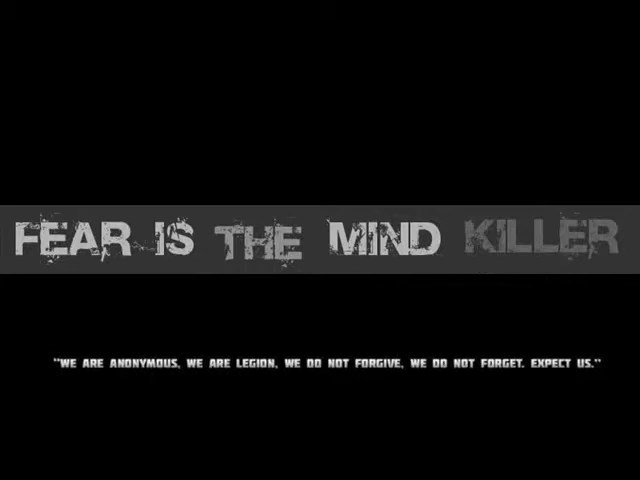 FEAR IS THE MIND KILLER
"WE ARE ANONYMOUS, WE ARE LEGION, WE DO NOT FORGIVE, WE DO NOT FORGET. EXPECT US."